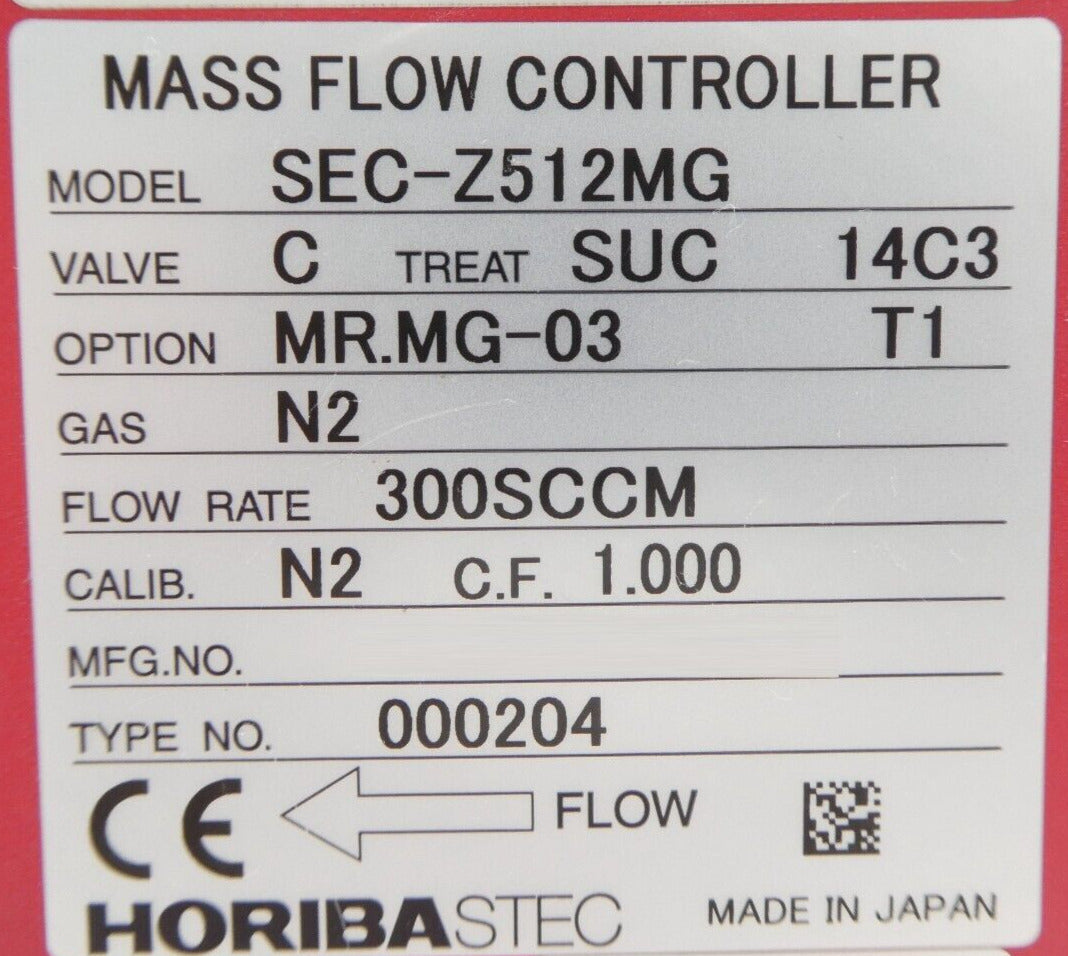 MASS FLOW CONTROLLER
MODEL SEC-Z512MG
VALVE C TREAT SUC 14C3
OPTION MR.MG-03 T1
GAS N2
FLOW RATE 300SCCM
CALIB. N2 C.F. 1.000
MFG.NO.
TYPE NO. 000204
CE FLOW
HORIBASTEC MADE IN JAPAN